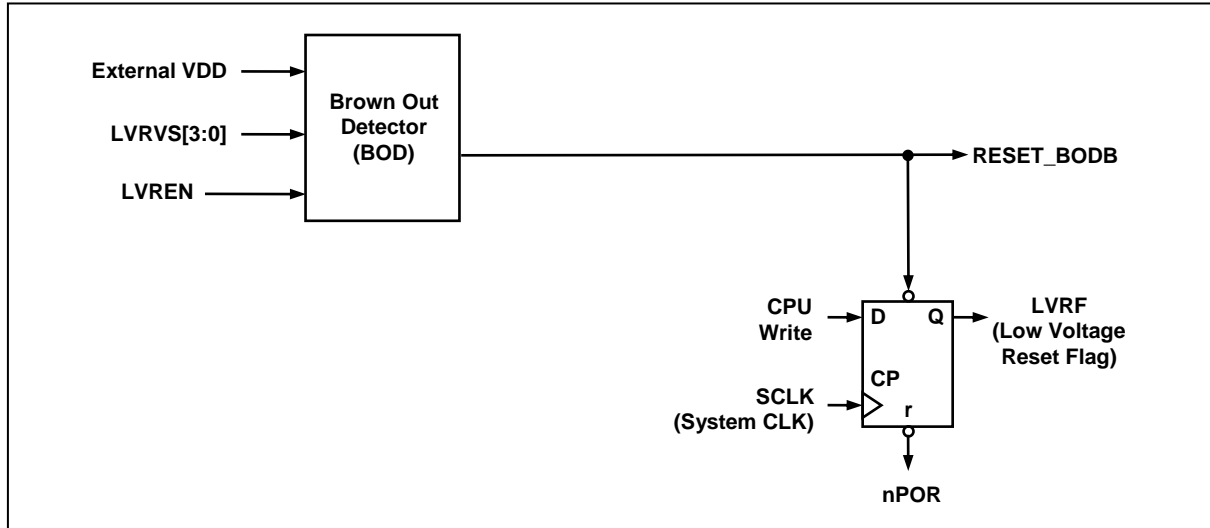 External VDD
LVRVS[3:0]
LVREN
Brown Out
Detector
(BOD)
RESET_BODB
CPU
Write
D
Q
LVRF
(Low Voltage
Reset Flag)
CP
SCLK
(System CLK)
r
nPOR